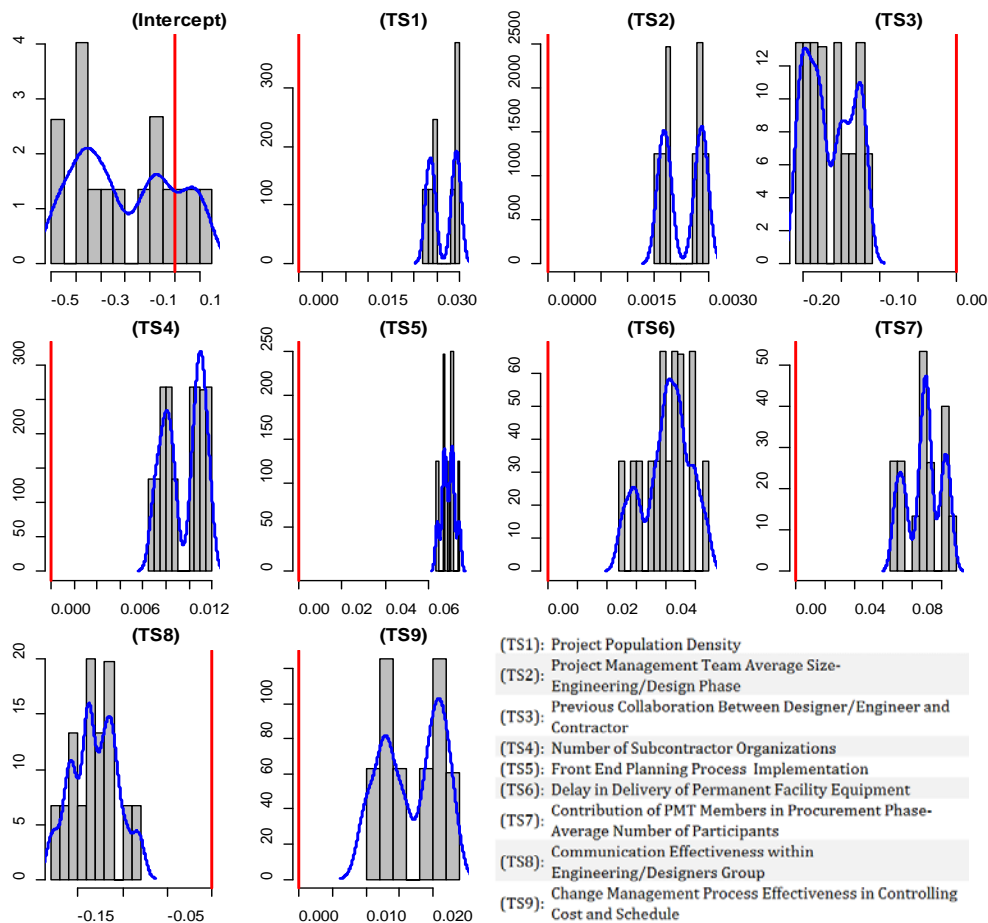 (Intercept) (TS1) (TS2) (TS3)
4 3 2 1 0
-0.5 -0.3 -0.1 0.1
300 200 100 0
0.000 0.015 0.030
2500 2000 1500 1000 500 0
0.0000 0.0015 0.0030
12 10 8 6 4 2 0
-0.20 -0.10 0.00
(TS4) (TS5) (TS6) (TS7)
300 250 200 150 100 50 0
0.000 0.006 0.012
250 200 150 100 50 0
0.00 0.02 0.04 0.06
60 50 40 30 20 10 0
0.00 0.02 0.04
50 40 30 20 10 0
0.00 0.04 0.08
(TS8) (TS9)
20 15 10 5 0
-0.15 -0.05
100 80 60 40 20 0
0.000 0.010 0.020
(TS1): Project Population Density
(TS2): Project Management Team Average Size-
Engineering/Design Phase
(TS3): Previous Collaboration Between Designer/Engineer and
Contractor
(TS4): Number of Subcontractor Organizations
(TS5): Front End Planning Process Implementation
(TS6): Delay in Delivery of Permanent Facility Equipment
(TS7): Contribution of PMT Members in Procurement Phase-
Average Number of Participants
(TS8): Communication Effectiveness within
Engineering/Designers Group
(TS9): Change Management Process Effectiveness in Controlling
Cost and Schedule